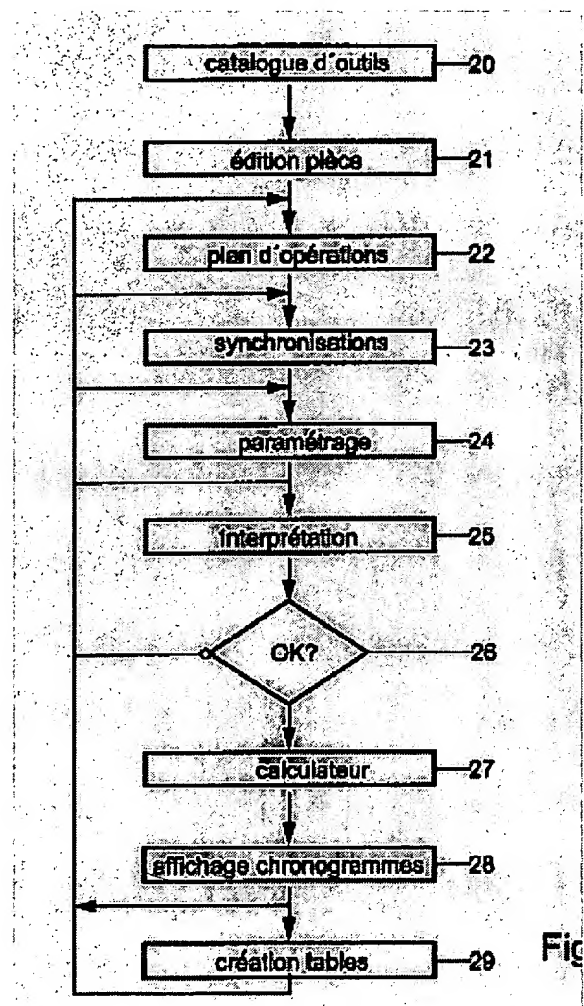 catalogue d'outils 20
édition pièce 21
plan d'opérations 22
synchronisations 23
paramétrage 24
interprétation 25
OK? 26
calculateur 27
affichage chronogrammes 28
création tables 29
Fig